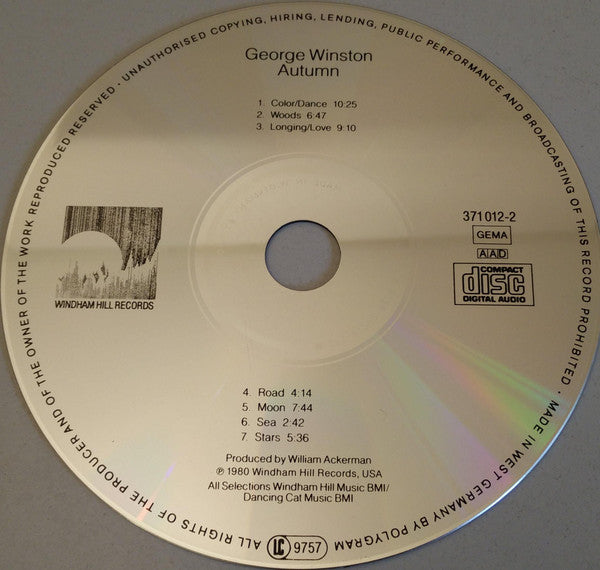 UNAUTHORISED COPYING, HIRING, LENDING, PUBLIC PERFORMANCE AND BROADCASTING OF THIS RECORD PROHIBITED · MADE IN WEST GERMANY BY POLYGRAM
LC 9757
ALL RIGHTS OF THE PRODUCER AND OF THE OWNER OF THE WORK REPRODUCED RESERVED ·
George Winston
Autumn
1. Color/Dance 10:25
2. Woods 6:47
3. Longing/Love 9:10
WINDHAM HILL RECORDS
371 012-2
GEMA
AAD
COMPACT
disc
DIGITAL AUDIO
4. Road 4:14
5. Moon 7:44
6. Sea 2:42
7. Stars 5:36
Produced by William Ackerman
℗ 1980 Windham Hill Records, USA
All Selections Windham Hill Music BMI/
Dancing Cat Music BMI